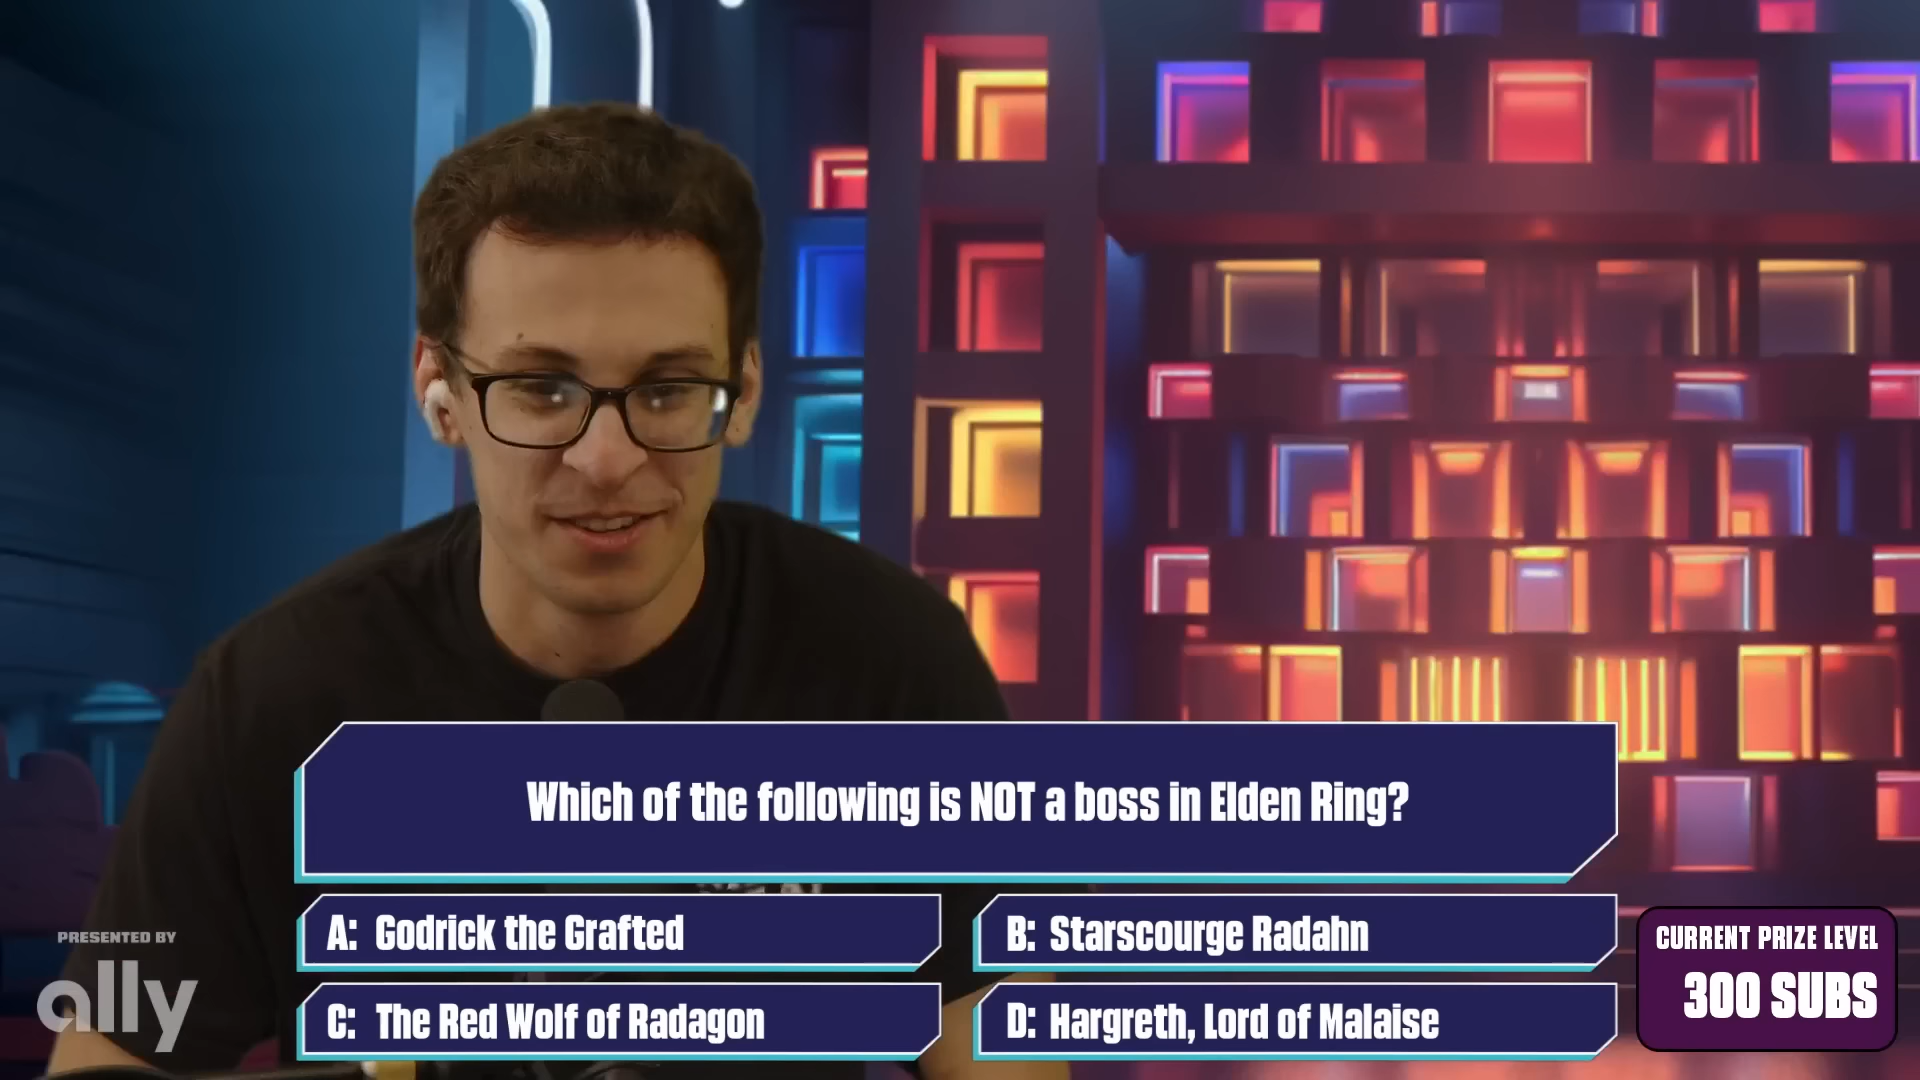 Which of the following is NOT a boss in Elden Ring?
A: Godrick the Grafted
B: Starscourge Radahn
C: The Red Wolf of Radagon
D: Hargreth, Lord of Malaise
PRESENTED BY
ally
CURRENT PRIZE LEVEL
300 SUBS